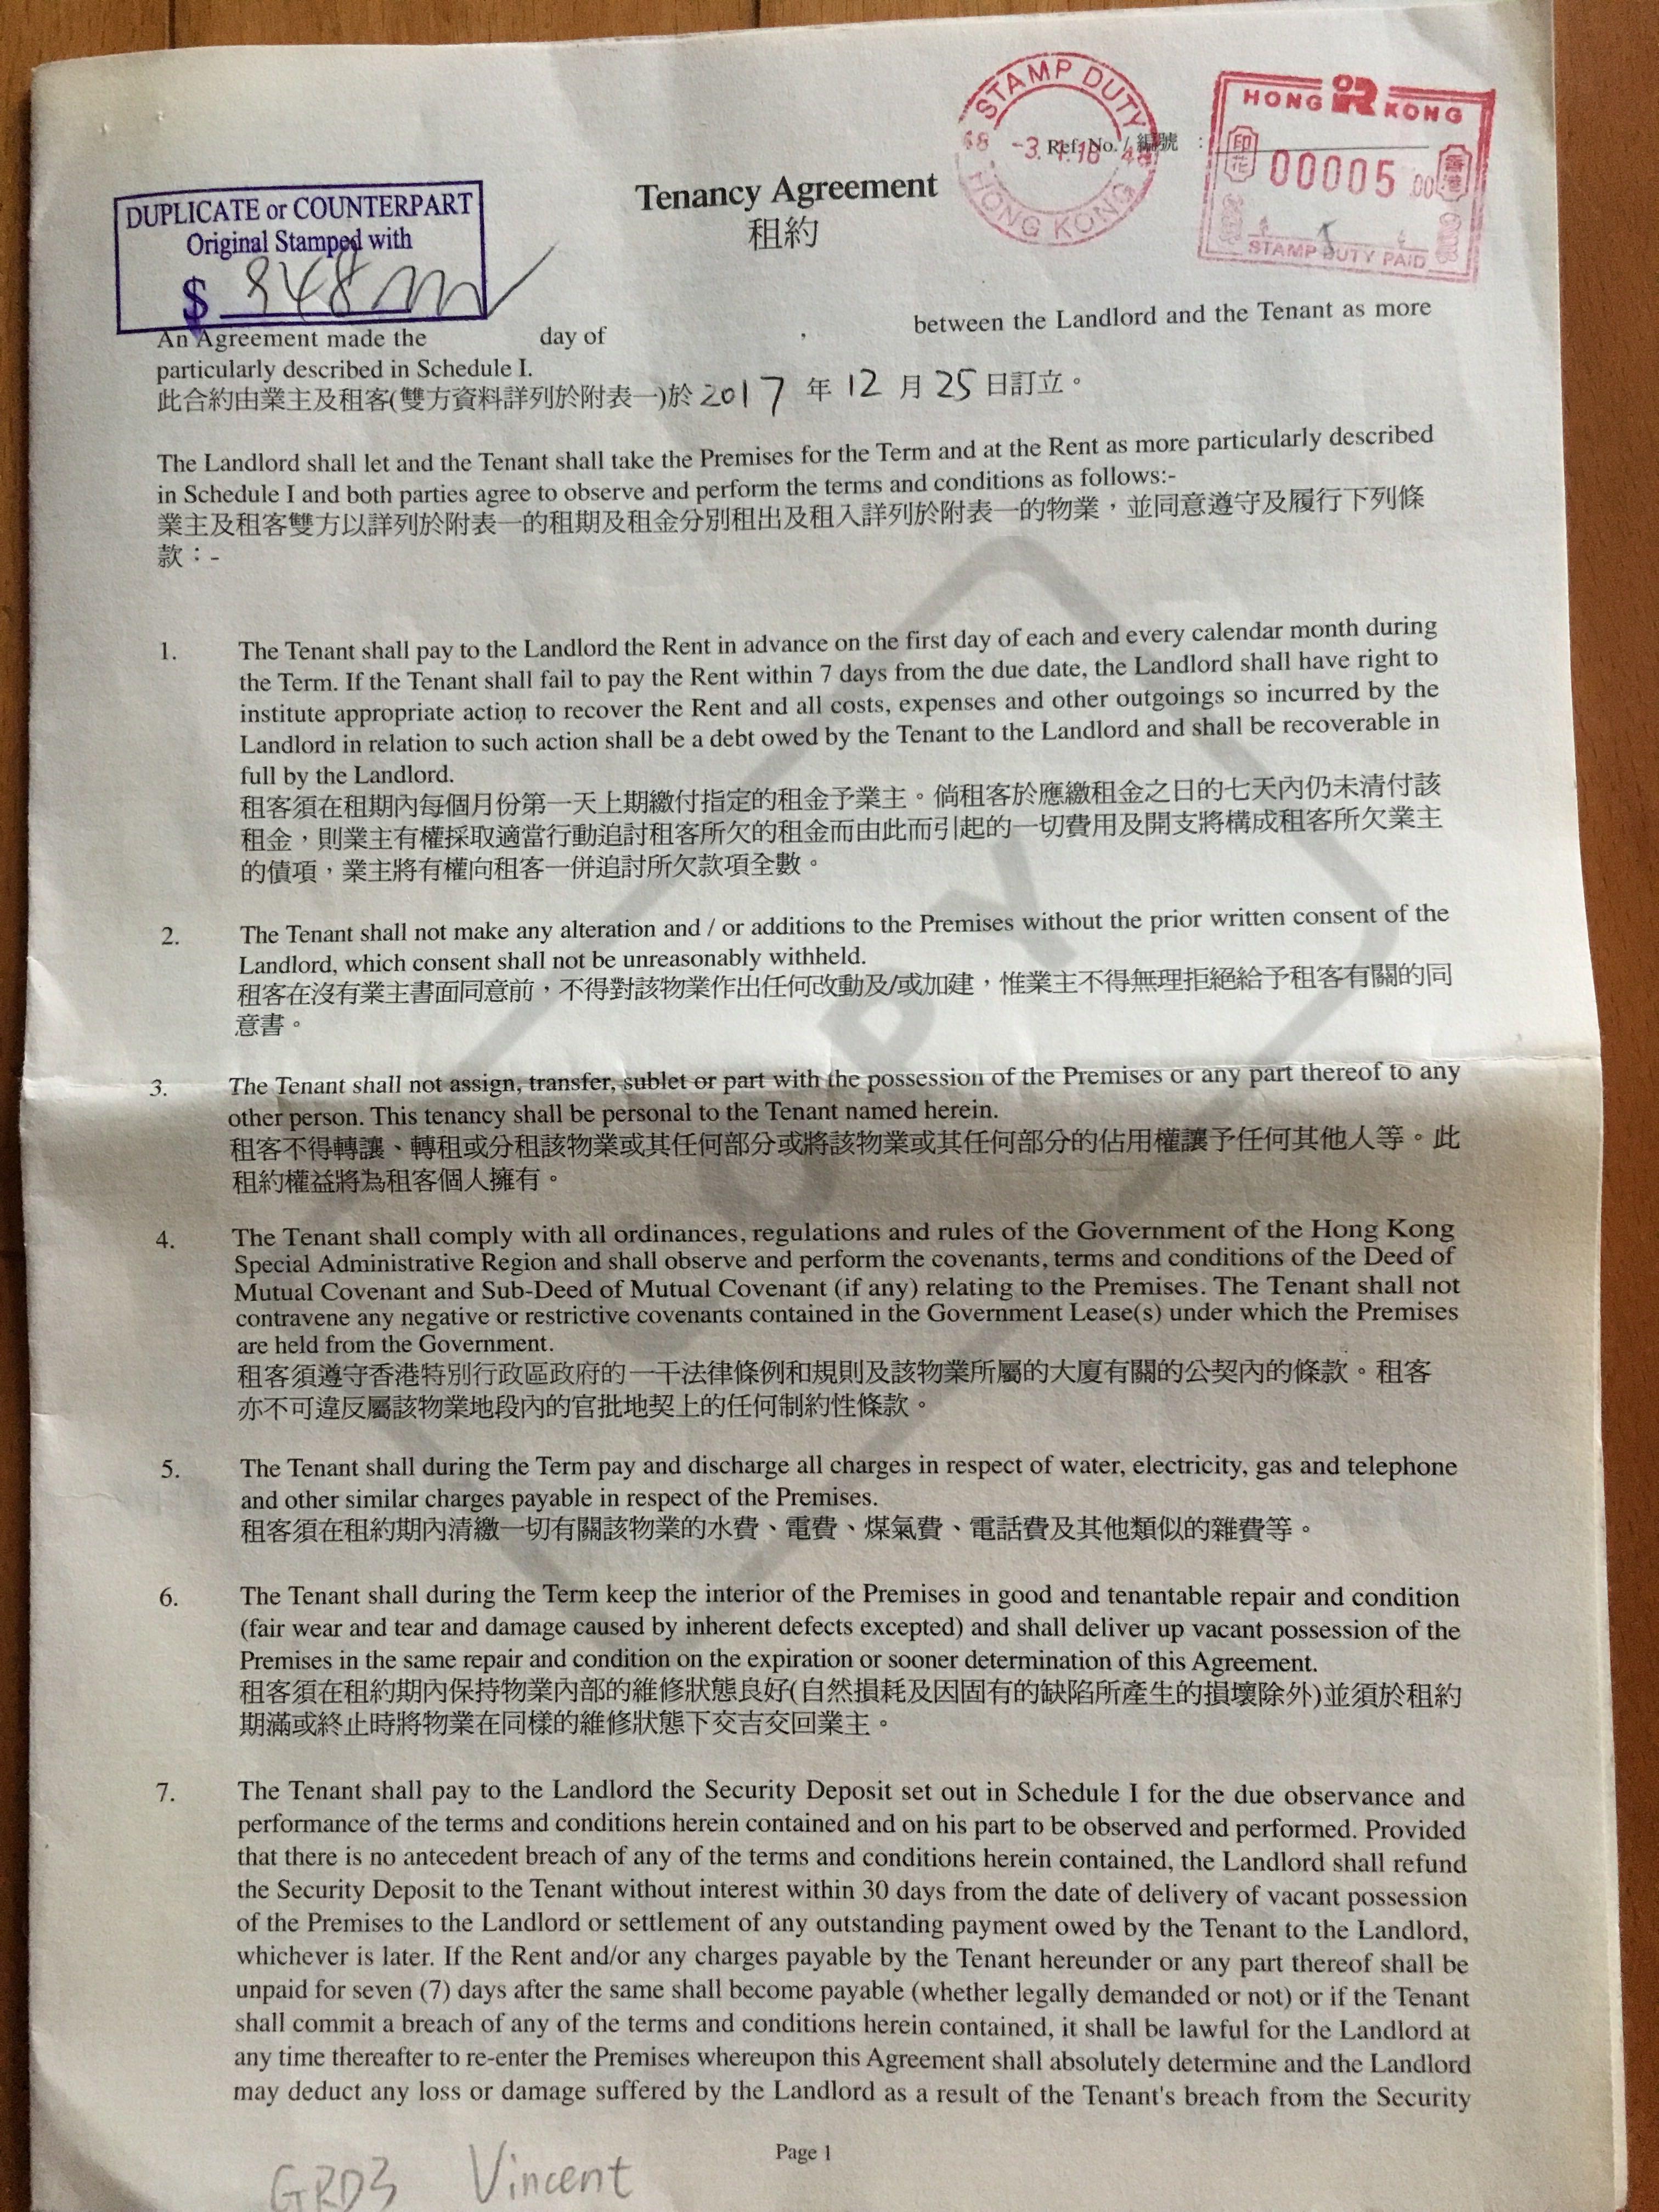 STAMP DUTY
HONG KONG
HONG KONG
印花
00005.00
香港
STAMP DUTY PAID
Ref. No. / 編號 :
DUPLICATE or COUNTERPART
Original Stamped with
$
Tenancy Agreement
租約
An Agreement made the day of , between the Landlord and the Tenant as more
particularly described in Schedule I.
此合約由業主及租客(雙方資料詳列於附表一)於 2017 年 12 月 25 日訂立。
The Landlord shall let and the Tenant shall take the Premises for the Term and at the Rent as more particularly described
in Schedule I and both parties agree to observe and perform the terms and conditions as follows:-
業主及租客雙方以詳列於附表一的租期及租金分別租出及租入詳列於附表一的物業，並同意遵守及履行下列條
款：-
1. The Tenant shall pay to the Landlord the Rent in advance on the first day of each and every calendar month during
the Term. If the Tenant shall fail to pay the Rent within 7 days from the due date, the Landlord shall have right to
institute appropriate action to recover the Rent and all costs, expenses and other outgoings so incurred by the
Landlord in relation to such action shall be a debt owed by the Tenant to the Landlord and shall be recoverable in
full by the Landlord.
租客須在租期內每個月份第一天上期繳付指定的租金予業主。倘租客於應繳租金之日的七天內仍未清付該
租金，則業主有權採取適當行動追討租客所欠的租金而由此而引起的一切費用及開支將構成租客所欠業主
的債項，業主將有權向租客一併追討所欠款項全數。
2. The Tenant shall not make any alteration and / or additions to the Premises without the prior written consent of the
Landlord, which consent shall not be unreasonably withheld.
租客在沒有業主書面同意前，不得對該物業作出任何改動及/或加建，惟業主不得無理拒絕給予租客有關的同
意書。
3. The Tenant shall not assign, transfer, sublet or part with the possession of the Premises or any part thereof to any
other person. This tenancy shall be personal to the Tenant named herein.
租客不得轉讓、轉租或分租該物業或其任何部分或將該物業或其任何部分的佔用權讓予任何其他人等。此
租約權益將為租客個人擁有。
4. The Tenant shall comply with all ordinances, regulations and rules of the Government of the Hong Kong
Special Administrative Region and shall observe and perform the covenants, terms and conditions of the Deed of
Mutual Covenant and Sub-Deed of Mutual Covenant (if any) relating to the Premises. The Tenant shall not
contravene any negative or restrictive covenants contained in the Government Lease(s) under which the Premises
are held from the Government.
租客須遵守香港特別行政區政府的一干法律條例和規則及該物業所屬的大廈有關的公契內的條款。租客
亦不可違反屬該物業地段內的官批地契上的任何制約性條款。
5. The Tenant shall during the Term pay and discharge all charges in respect of water, electricity, gas and telephone
and other similar charges payable in respect of the Premises.
租客須在租約期內清繳一切有關該物業的水費、電費、煤氣費、電話費及其他類似的雜費等。
6. The Tenant shall during the Term keep the interior of the Premises in good and tenantable repair and condition
(fair wear and tear and damage caused by inherent defects excepted) and shall deliver up vacant possession of the
Premises in the same repair and condition on the expiration or sooner determination of this Agreement.
租客須在租約期內保持物業內部的維修狀態良好(自然損耗及因固有的缺陷所產生的損壞除外)並須於租約
期滿或終止時將物業在同樣的維修狀態下交吉交回業主。
7. The Tenant shall pay to the Landlord the Security Deposit set out in Schedule I for the due observance and
performance of the terms and conditions herein contained and on his part to be observed and performed. Provided
that there is no antecedent breach of any of the terms and conditions herein contained, the Landlord shall refund
the Security Deposit to the Tenant without interest within 30 days from the date of delivery of vacant possession
of the Premises to the Landlord or settlement of any outstanding payment owed by the Tenant to the Landlord,
whichever is later. If the Rent and/or any charges payable by the Tenant hereunder or any part thereof shall be
unpaid for seven (7) days after the same shall become payable (whether legally demanded or not) or if the Tenant
shall commit a breach of any of the terms and conditions herein contained, it shall be lawful for the Landlord at
any time thereafter to re-enter the Premises whereupon this Agreement shall absolutely determine and the Landlord
may deduct any loss or damage suffered by the Landlord as a result of the Tenant's breach from the Security
Page 1
GRD3 Vincent